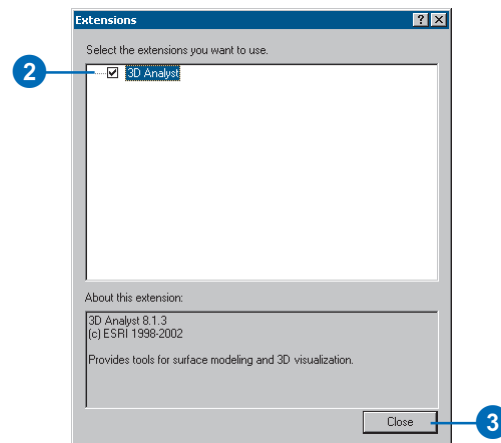 Extensions
Select the extensions you want to use.
2
3D Analyst
About this extension:
3D Analyst 8.1.3
(c) ESRI 1998-2002
Provides tools for surface modeling and 3D visualization.
Close
3